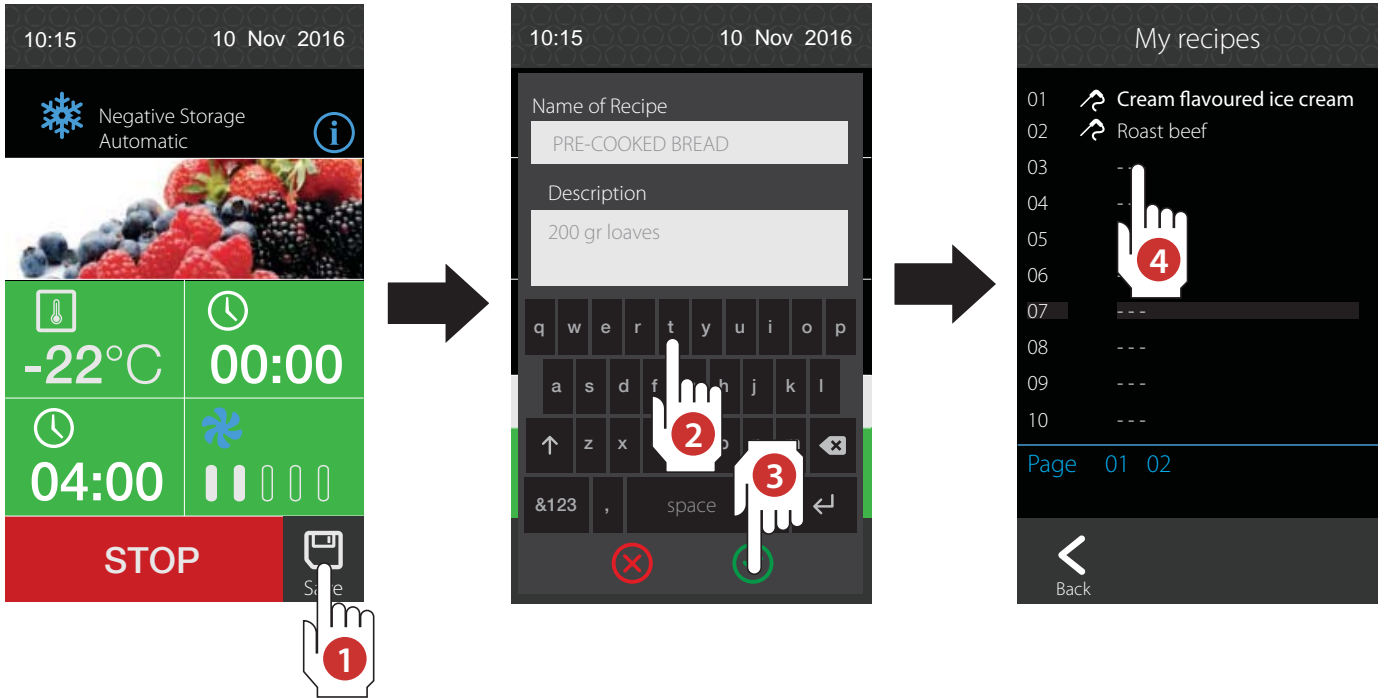 10:15 10 Nov 2016
Negative Storage
Automatic
i
-22°C 00:00
04:00
STOP
Save
1
10:15 10 Nov 2016
Name of Recipe
PRE-COOKED BREAD
Description
200 gr loaves
q w e r t y u i o p
a s d f h j k l
z x
&123 , space
2
3
My recipes
01 Cream flavoured ice cream
02 Roast beef
03 - -
04 - -
05
06
07 - - -
08 - - -
09 - - -
10 - - -
Page 01 02
Back
4